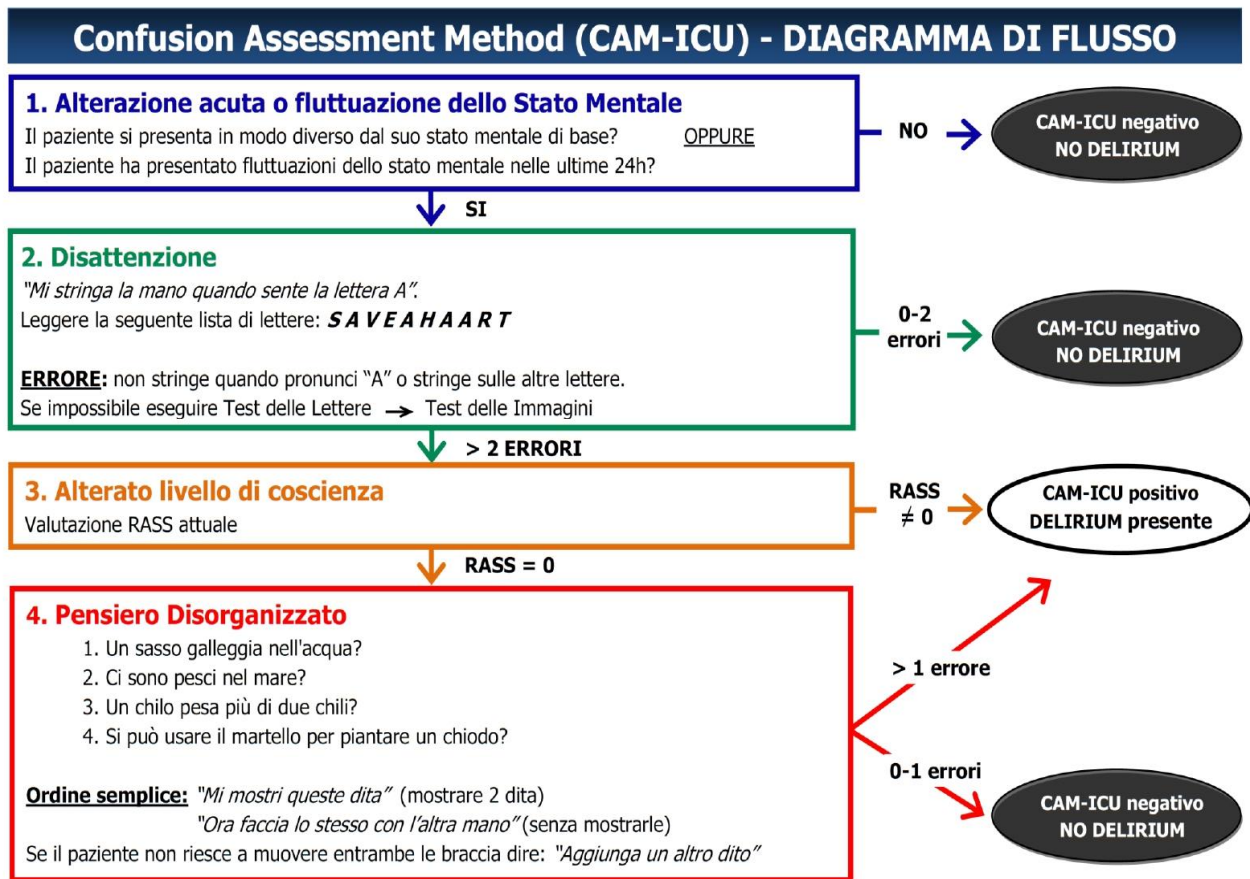 Confusion Assessment Method (CAM-ICU) - DIAGRAMMA DI FLUSSO
1. Alterazione acuta o fluttuazione dello Stato Mentale
Il paziente si presenta in modo diverso dal suo stato mentale di base? OPPURE
Il paziente ha presentato fluttuazioni dello stato mentale nelle ultime 24h?
NO
CAM-ICU negativo
NO DELIRIUM
SI
2. Disattenzione
"Mi stringa la mano quando sente la lettera A".
Leggere la seguente lista di lettere: S A V E A H A A R T
ERRORE: non stringe quando pronunci “A” o stringe sulle altre lettere.
Se impossibile eseguire Test delle Lettere → Test delle Immagini
0-2
errori
CAM-ICU negativo
NO DELIRIUM
> 2 ERRORI
3. Alterato livello di coscienza
Valutazione RASS attuale
RASS
≠ 0
CAM-ICU positivo
DELIRIUM presente
RASS = 0
4. Pensiero Disorganizzato
1. Un sasso galleggia nell'acqua?
2. Ci sono pesci nel mare?
3. Un chilo pesa più di due chili?
4. Si può usare il martello per piantare un chiodo?
Ordine semplice: "Mi mostri queste dita" (mostrare 2 dita)
"Ora faccia lo stesso con l'altra mano" (senza mostrarle)
Se il paziente non riesce a muovere entrambe le braccia dire: "Aggiunga un altro dito"
> 1 errore
0-1 errori
CAM-ICU negativo
NO DELIRIUM